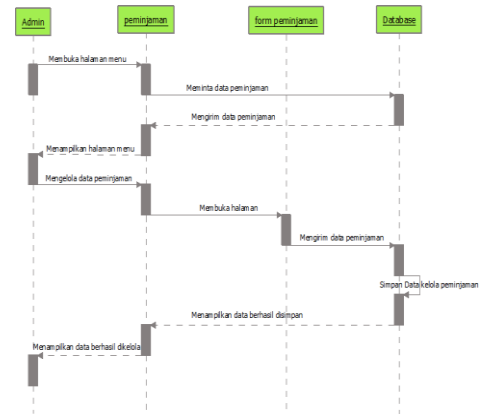 Admin
peminjaman
form peminjaman
Database
Membuka halaman menu
Meminta data peminjaman
Mengirim data peminjaman
Menampilkan halaman menu
Mengelola data peminjaman
Membuka halaman
Mengirim data peminjaman
Simpan Data kelola peminjaman
Menampilkan data berhasil disimpan
Menampilkan data berhasil dikelola